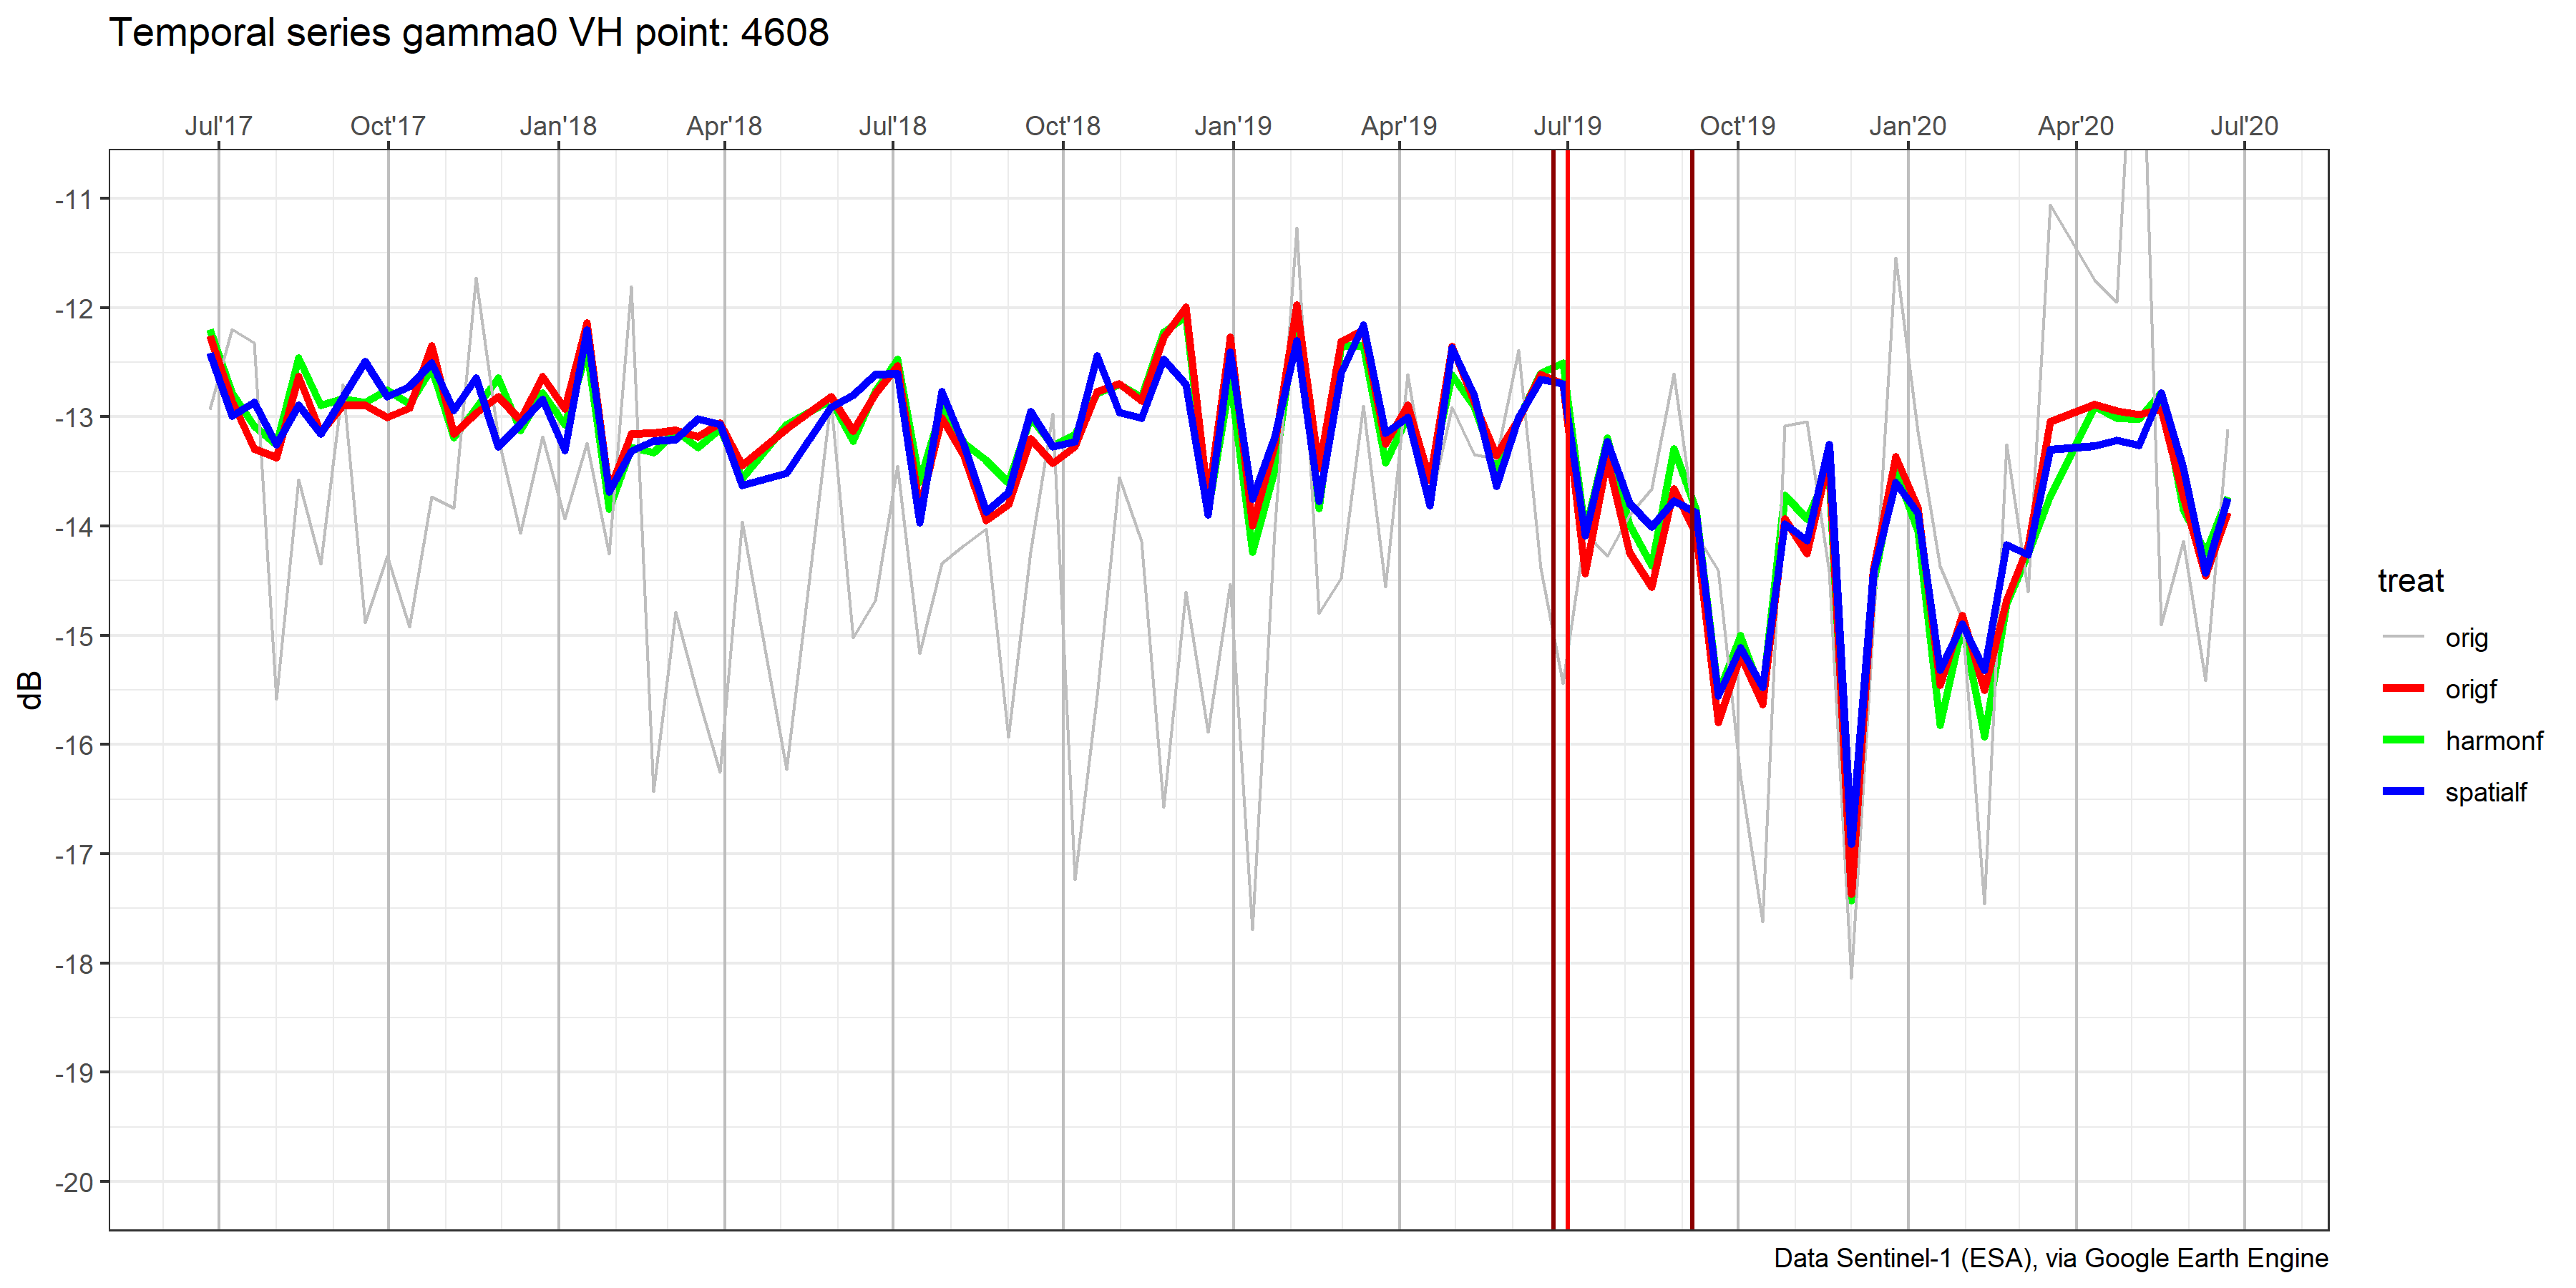 Temporal series gamma0 VH point: 4608
Jul'17 Oct'17 Jan'18 Apr'18 Jul'18 Oct'18 Jan'19 Apr'19 Jul'19 Oct'19 Jan'20 Apr'20 Jul'20
-11
-12
-13
-14
-15
-16
-17
-18
-19
-20
dB
treat
orig
origf
harmonf
spatialf
Data Sentinel-1 (ESA), via Google Earth Engine